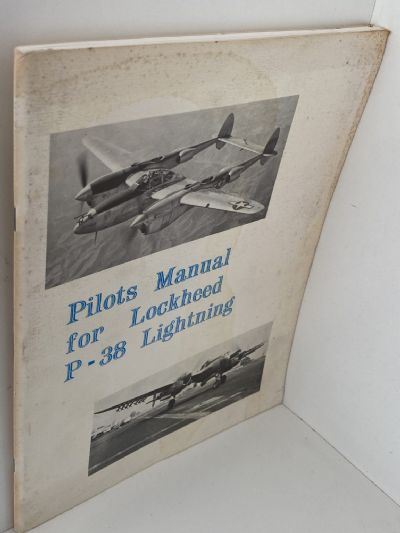 Pilots Manual
for Lockheed
P-38 Lightning